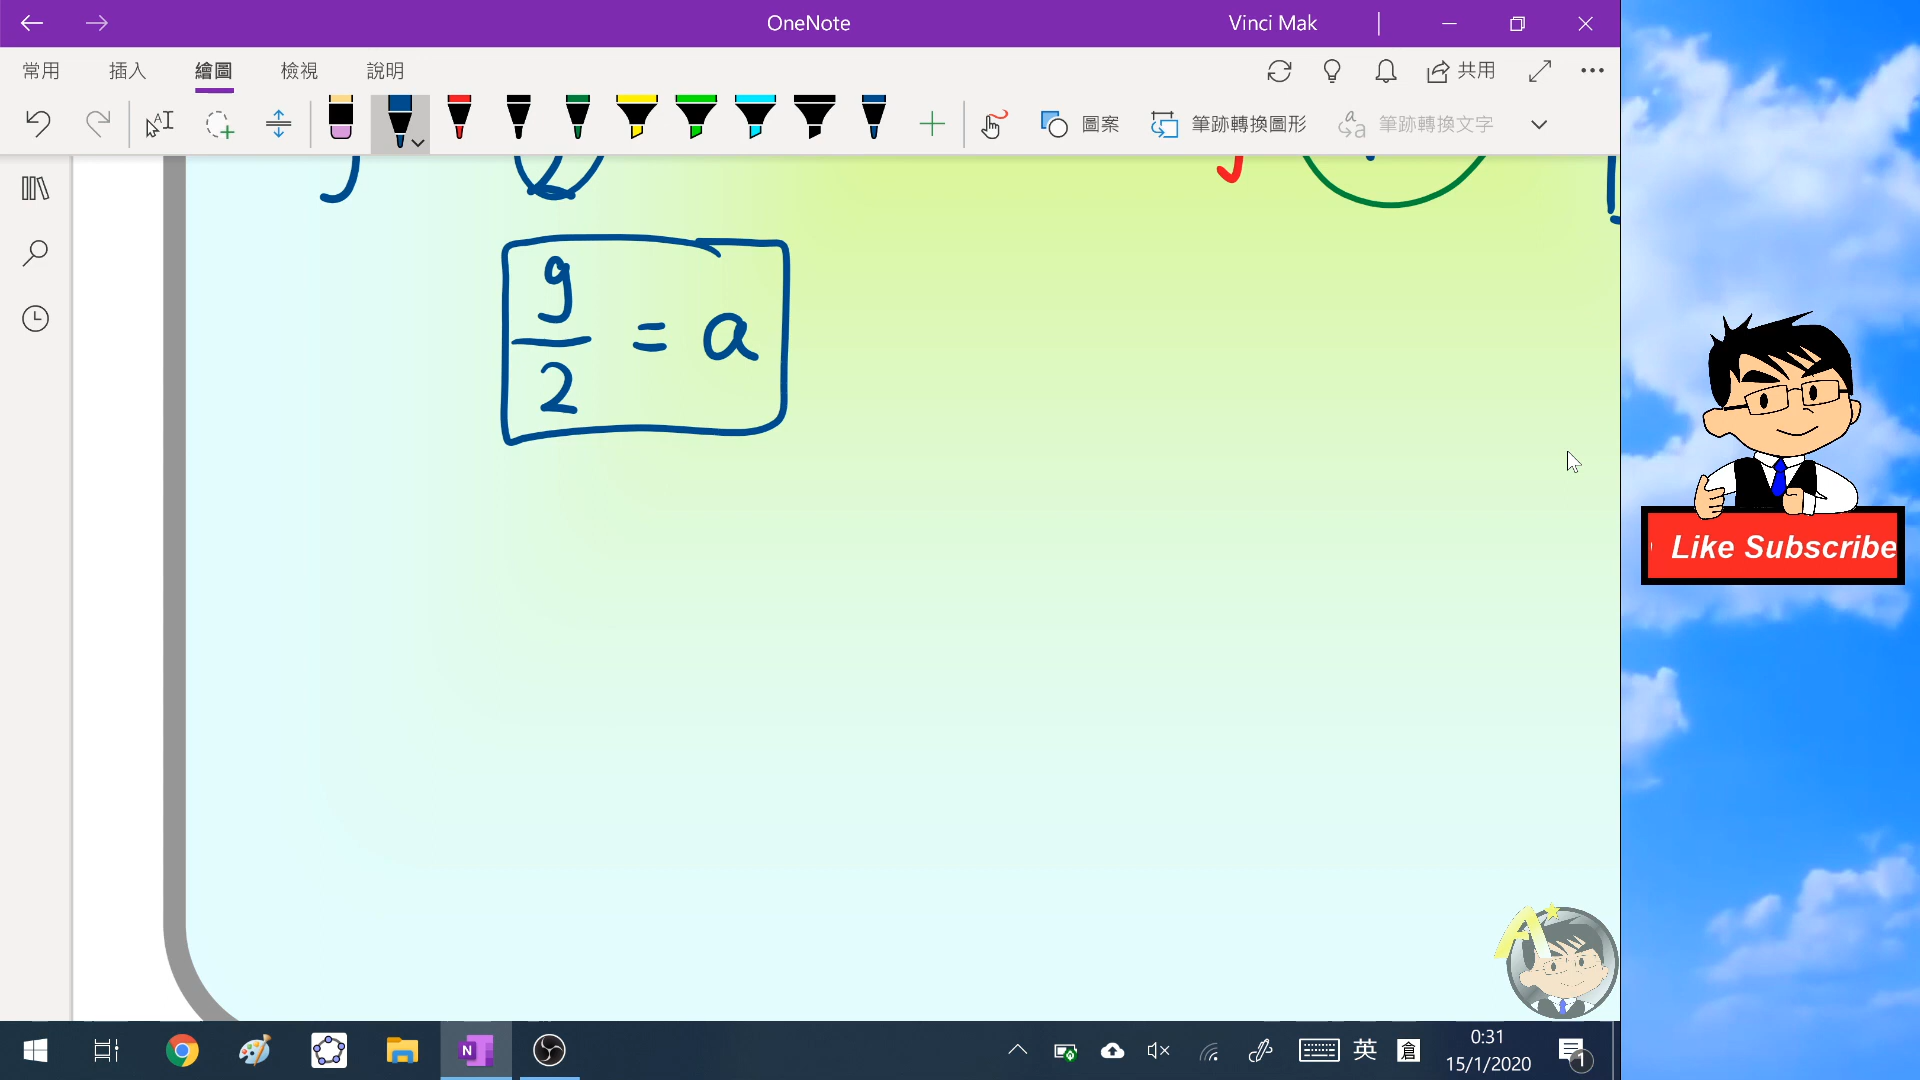 OneNote
Vinci Mak
常用 插入 繪圖 檢視 說明
共用
圖案 筆跡轉換圖形 筆跡轉換文字
g/2 = a
Like Subscribe
A
英 倉
0:31
15/1/2020
1